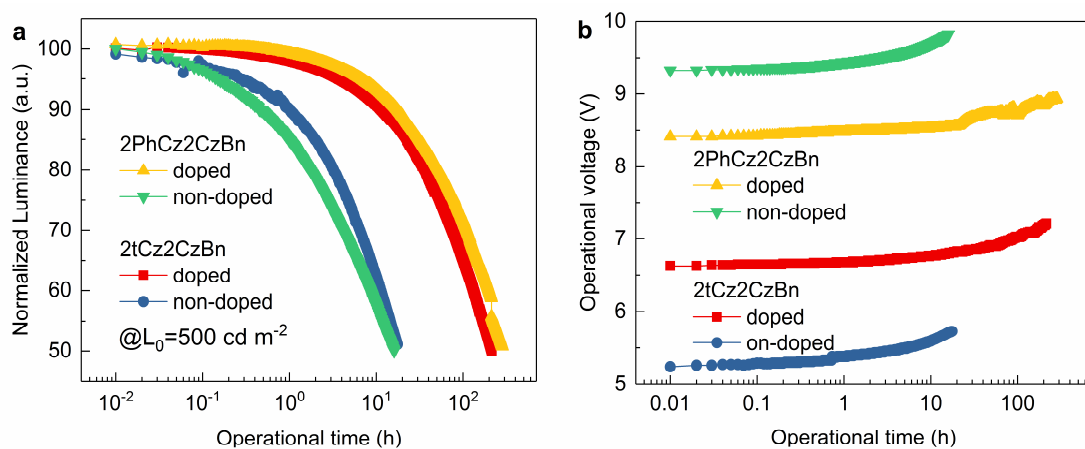 a
100
90
80
70
60
50
Normalized Luminance (a.u.)
2PhCz2CzBn
doped
non-doped
2tCz2CzBn
doped
non-doped
@L0=500 cd m-2
10-2
10-1
100
101
102
Operational time (h)
b
10
9
8
7
6
5
Operational voltage (V)
2PhCz2CzBn
doped
non-doped
2tCz2CzBn
doped
on-doped
0.01
0.1
1
10
100
Operational time (h)